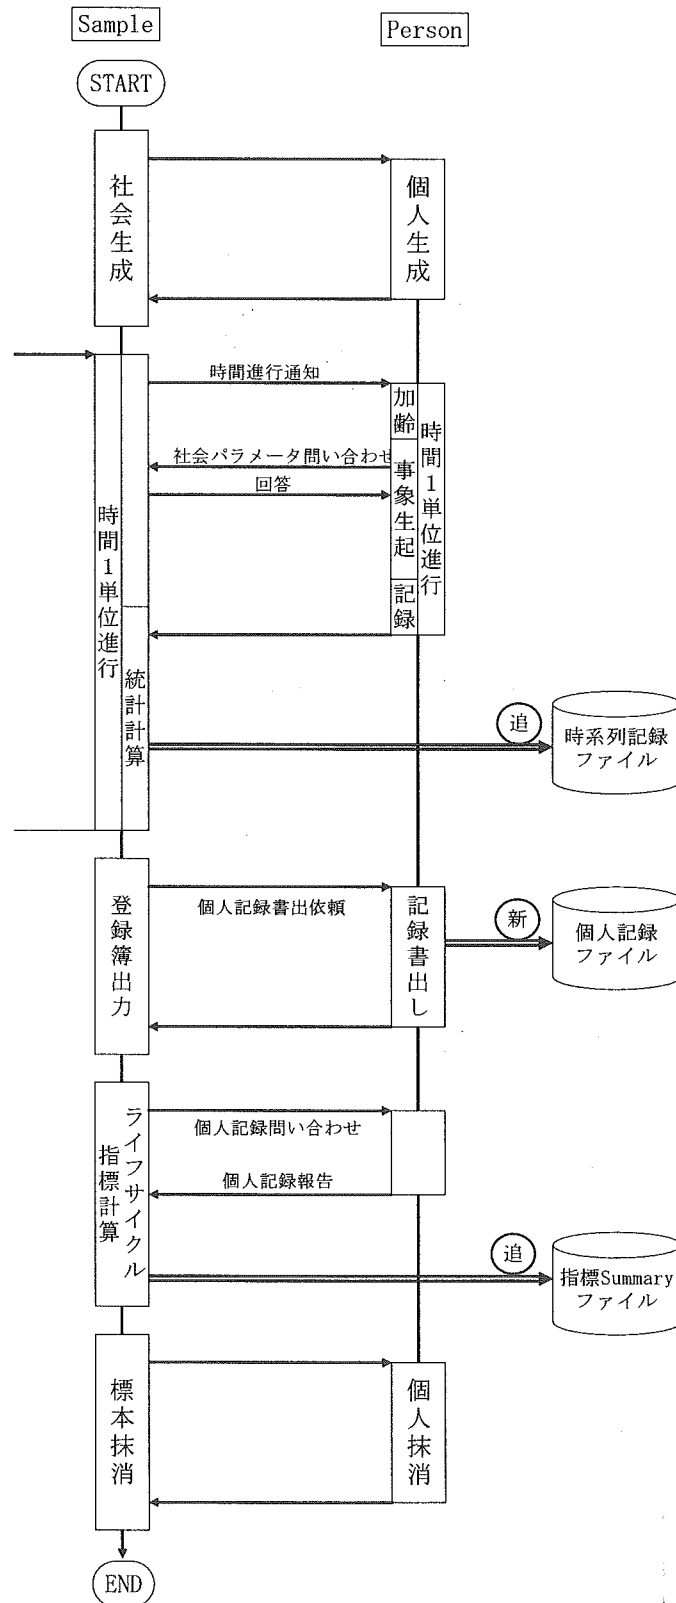 Sample
Person
START
社会生成
個人生成
時間進行通知
加齢
時間1単位進行
社会パラメータ問い合わせ
事象生起
回答
時間1単位進行
記録
統計計算
追
時系列記録
ファイル
登録簿出力
個人記録書出依頼
記録書出し
新
個人記録
ファイル
ライフサイクル
指標計算
個人記録問い合わせ
個人記録報告
追
指標Summary
ファイル
標本抹消
個人抹消
END